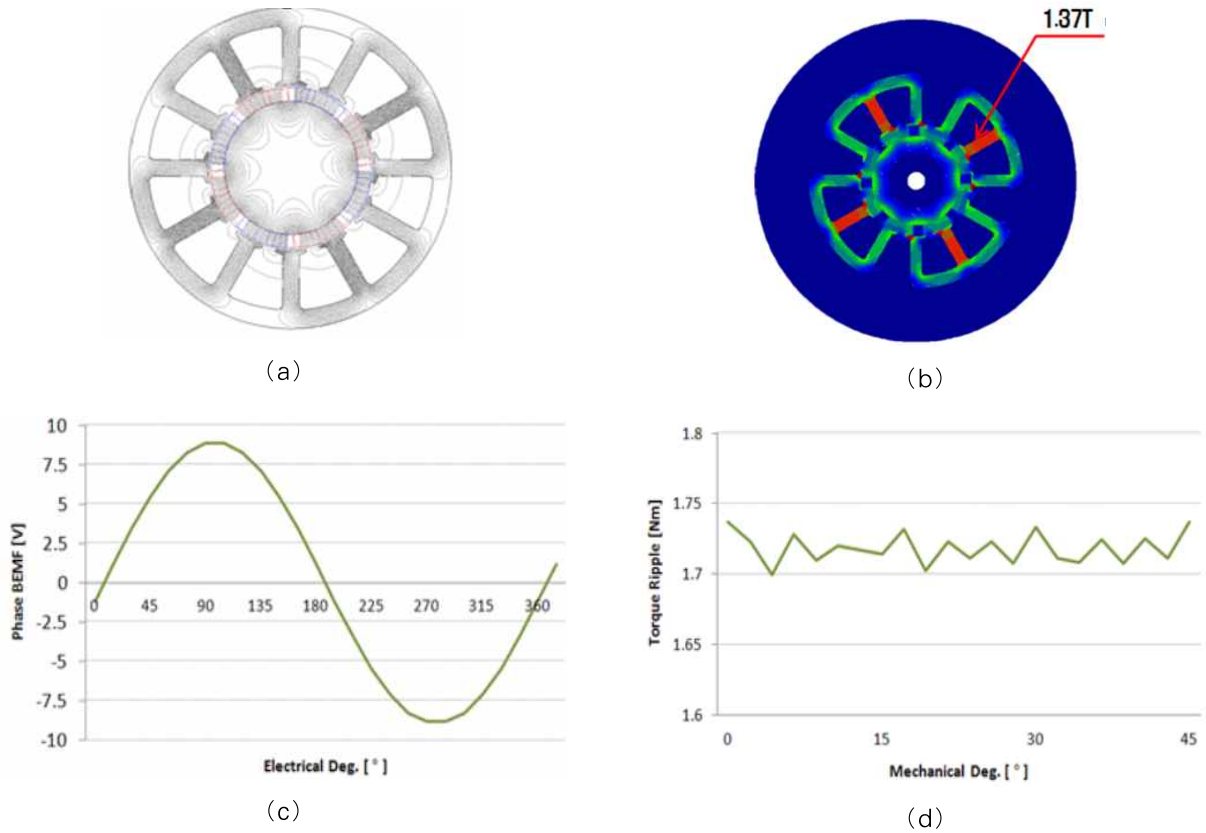 1.37T
(a)
(b)
10
7.5
5
2.5
0
-2.5
-5
-7.5
-10
Phase BEMF [V]
0 45 90 135 180 225 270 315 360
Electrical Deg. [ ° ]
(c)
1.8
1.75
1.7
1.65
1.6
Torque Ripple [Nm]
0 15 30 45
Mechanical Deg. [ ° ]
(d)